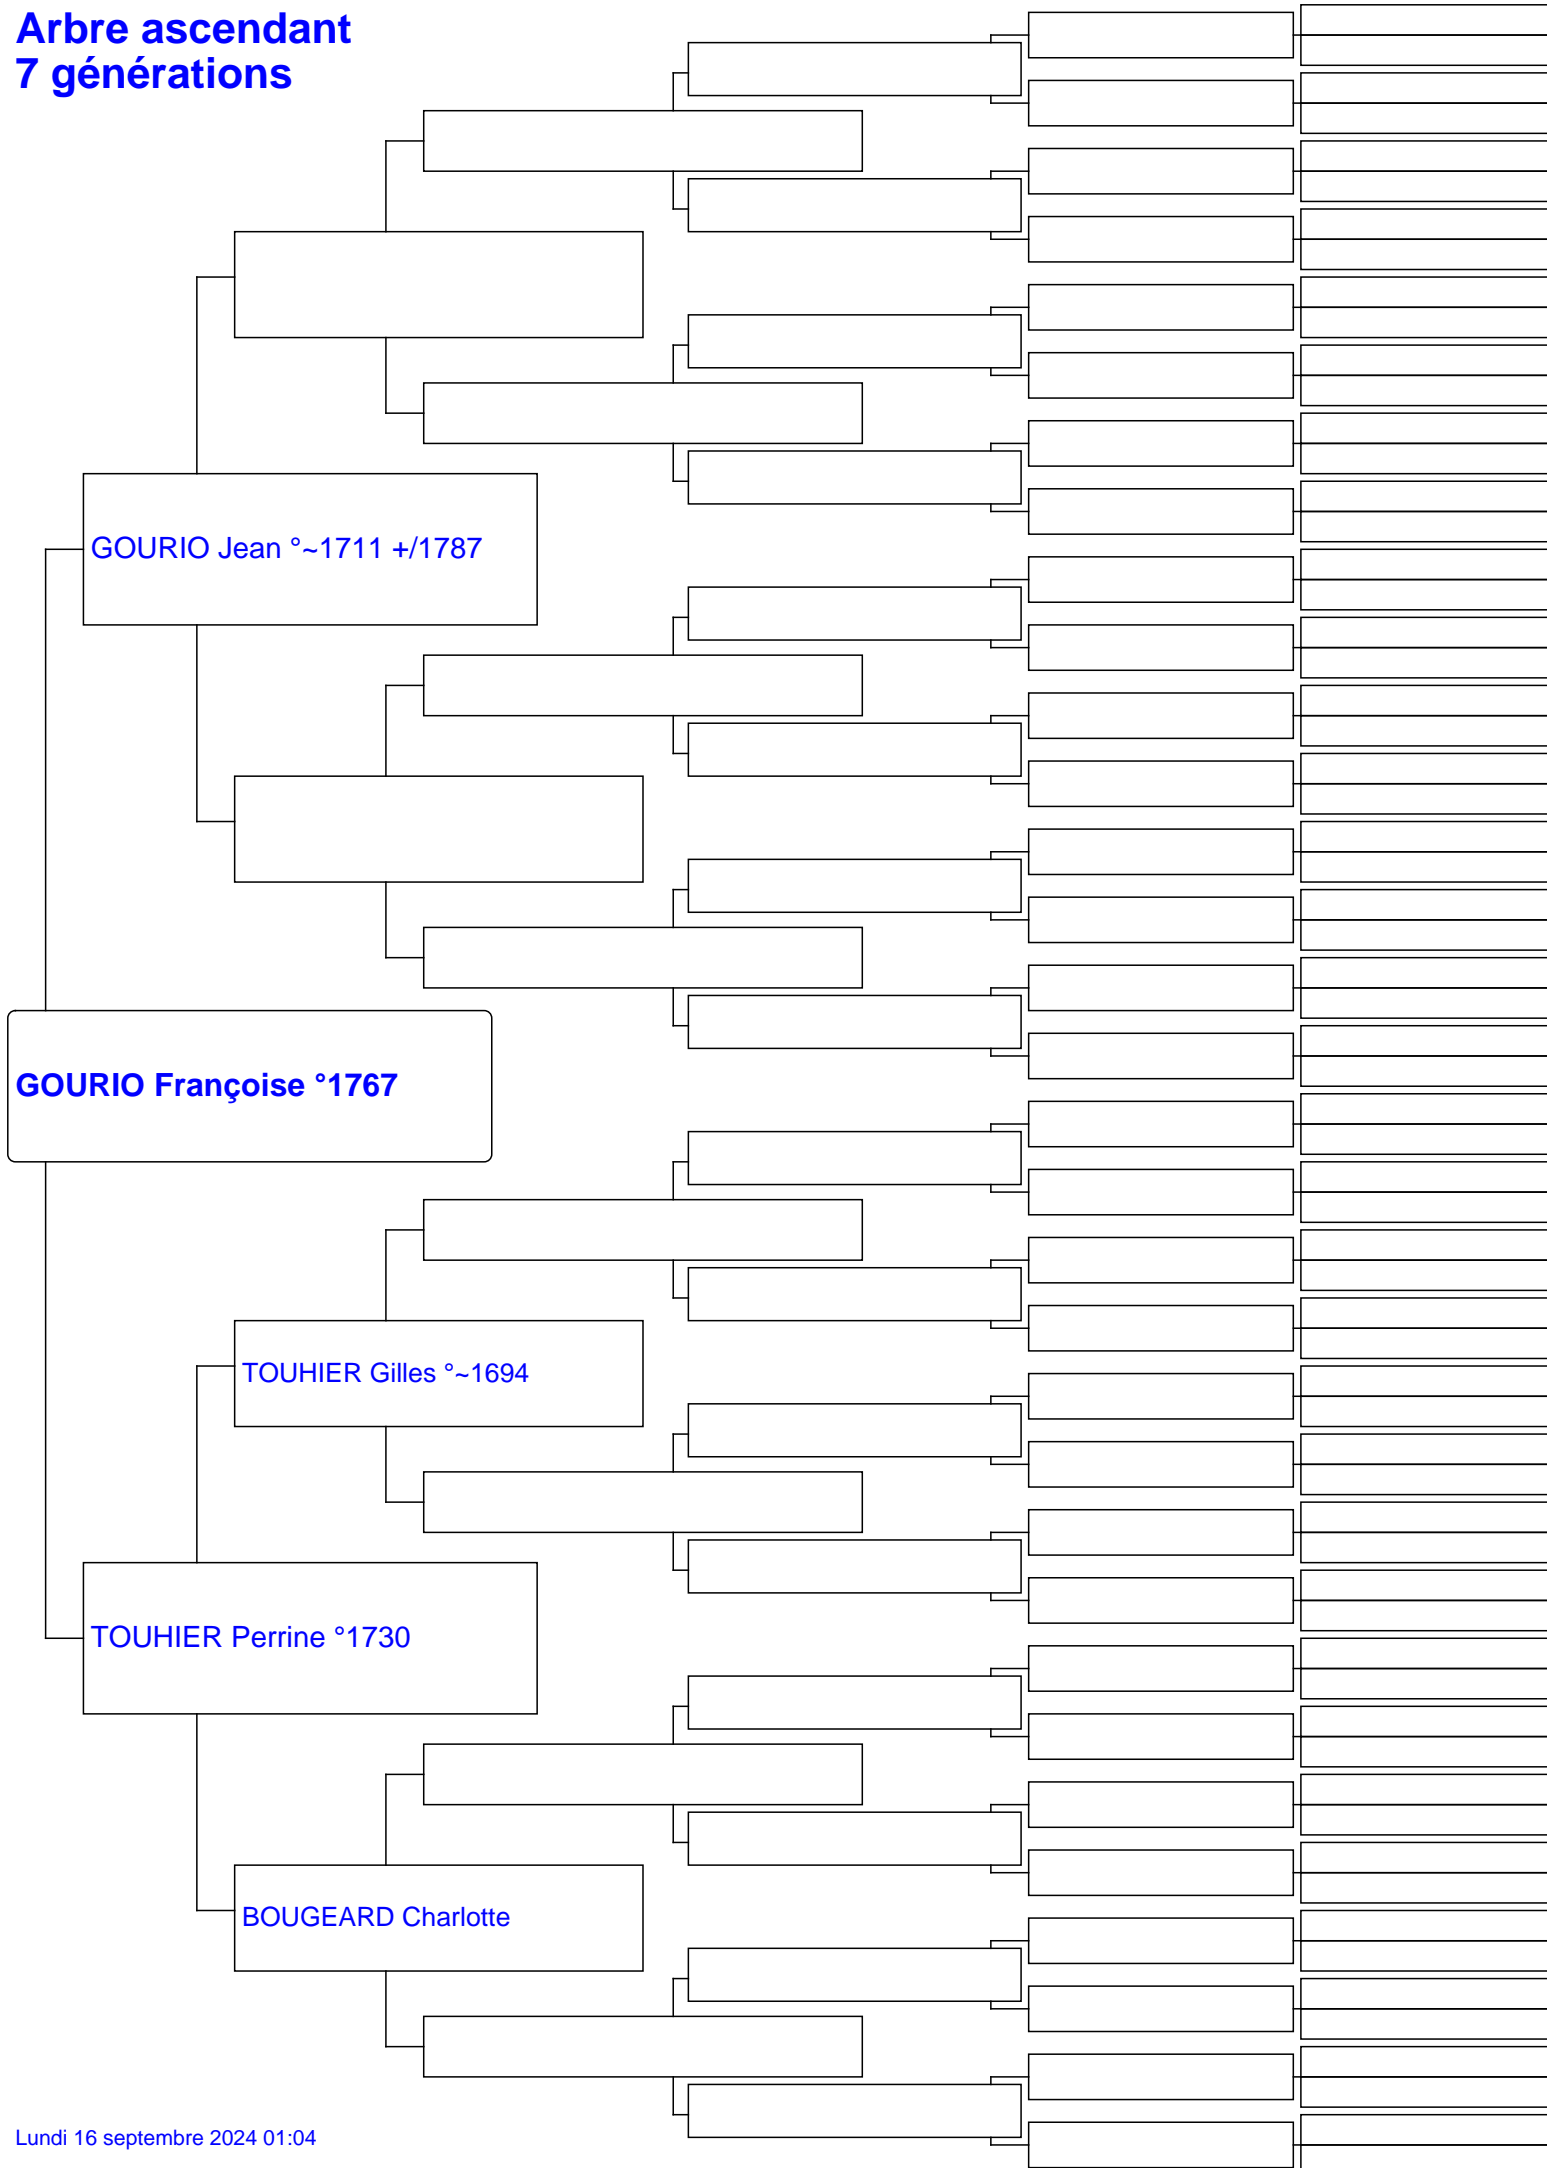 Arbre ascendant
7 générations
GOURIO Jean °~1711 +/1787
GOURIO Françoise °1767
TOUHIER Gilles °~1694
TOUHIER Perrine °1730
BOUGEARD Charlotte
Lundi 16 septembre 2024 01:04